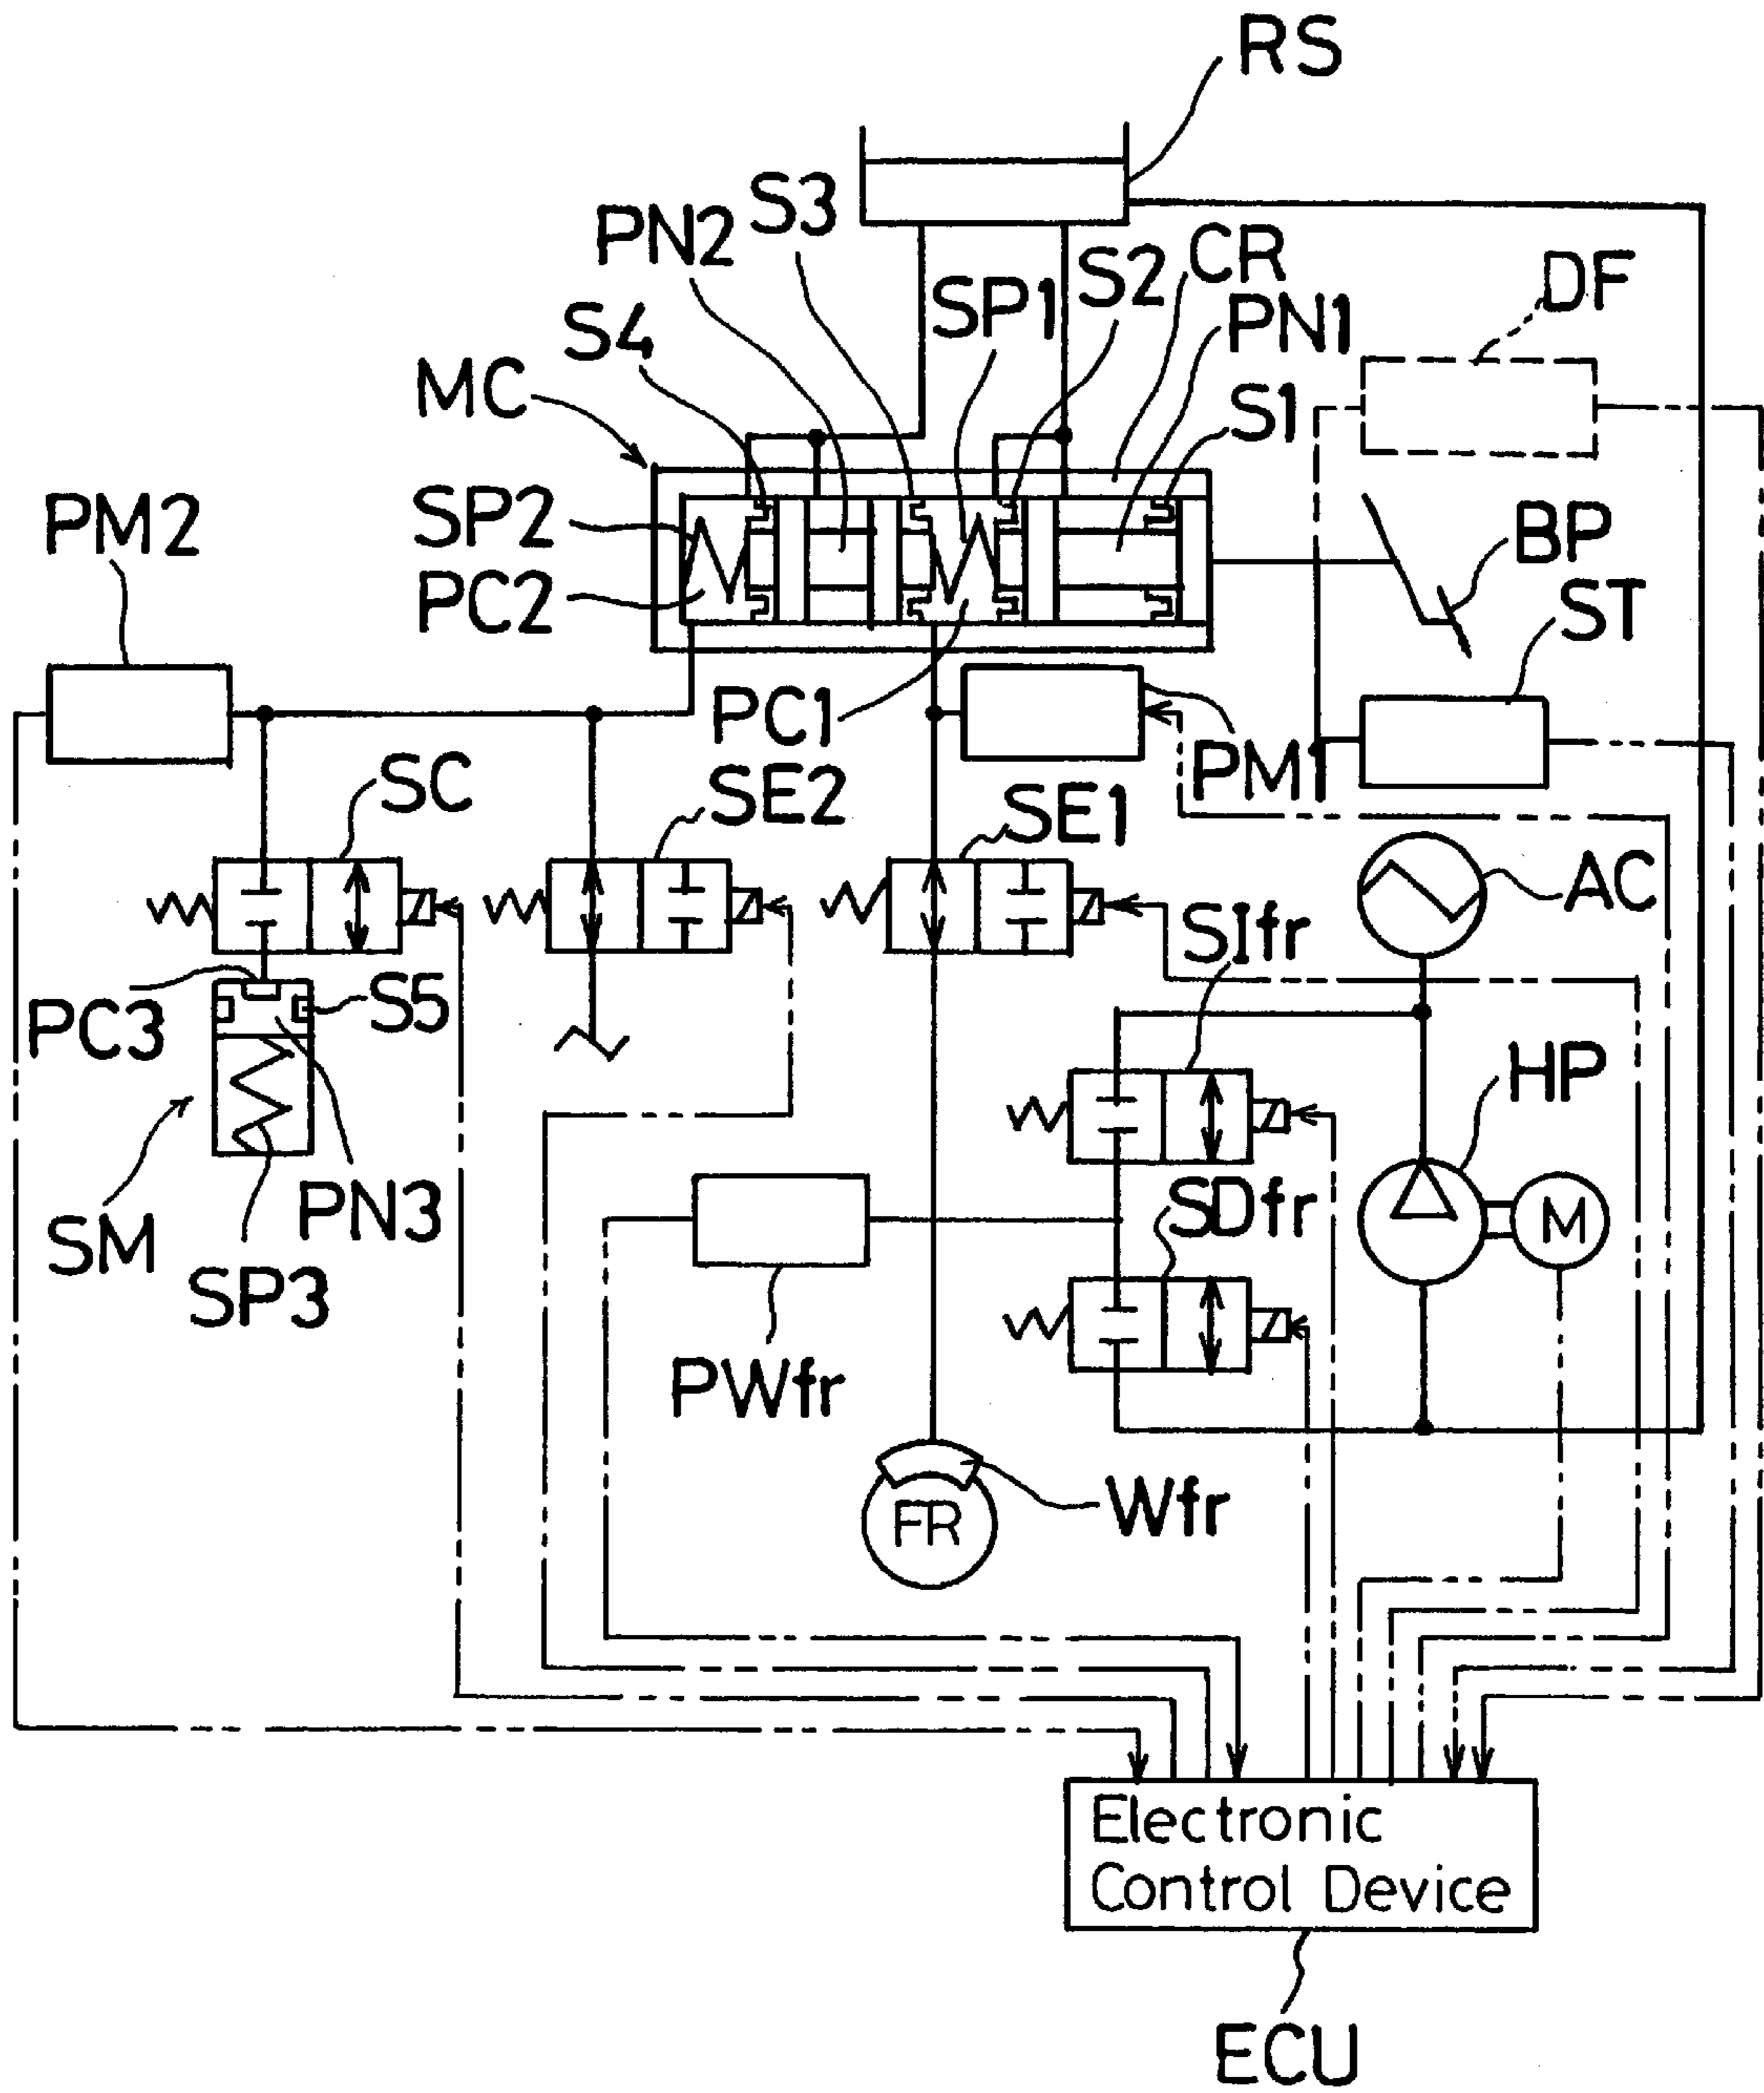 RS
S3
PN2
CR
S2
DF
SP1
PN1
S4
MC
S1
PM2
SP2
BP
PC2
ST
PC1
PM1
SC
SE2
SE1
AC
SIfr
PC3
S5
HP
PN3
SDfr
M
SM
SP3
PWfr
Wfr
FR
Electronic
Control Device
ECU